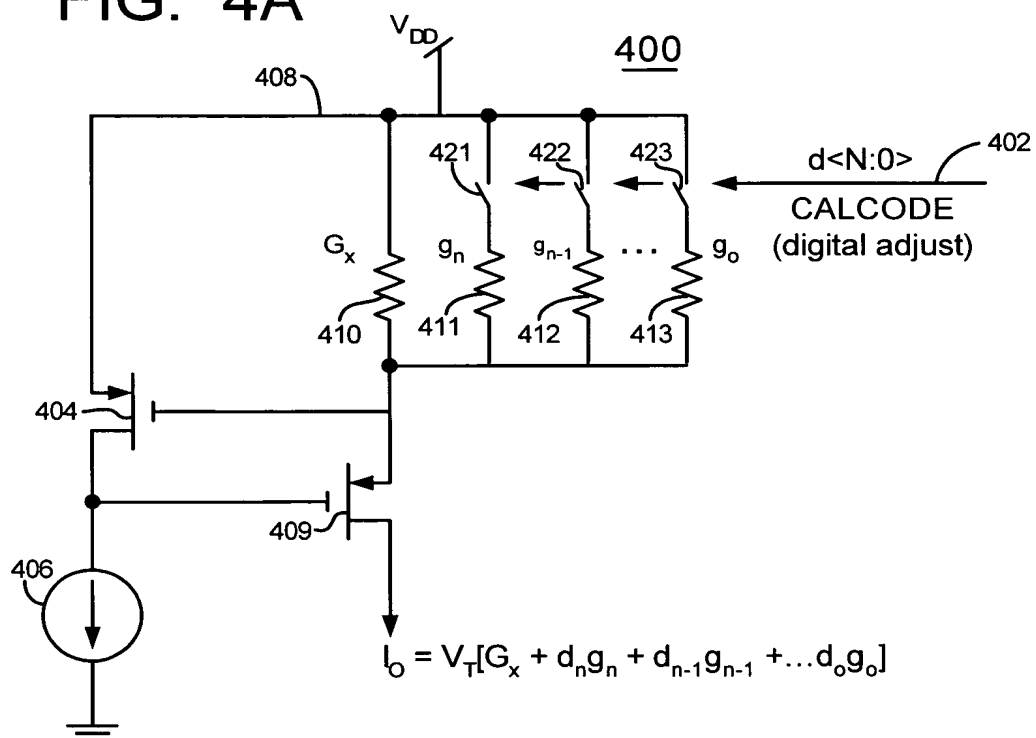 FIG. 4A
V_DD
400
408
421
422
423
d<N:0>
402
CALCODE
(digital adjust)
G_x
g_n
g_n-1
...
g_o
410
411
412
413
404
409
406
I_O = V_T[G_x + d_ng_n + d_n-1g_n-1 +...d_og_o]